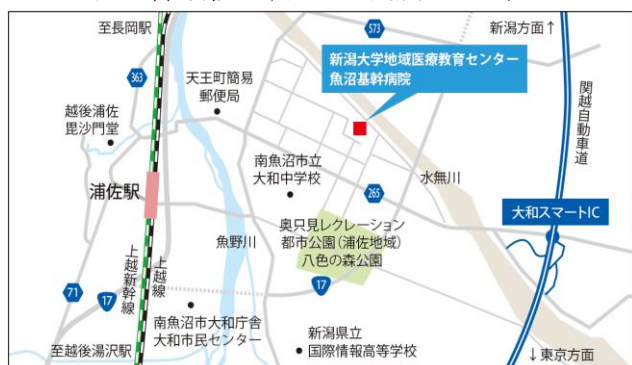 至長岡駅
573
新潟方面↑
新潟大学地域医療教育センター
魚沼基幹病院
363
天王町簡易
郵便局
越後浦佐
毘沙門堂
関越自動車道
南魚沼市立
大和中学校
水無川
265
浦佐駅
大和スマートIC
奥只見レクレーション
都市公園(浦佐地域)
八色の森公園
魚野川
上越新幹線
上越線
71
17
17
南魚沼市大和庁舎
大和市民センター
新潟県立
国際情報高等学校
至越後湯沢駅
↓東京方面